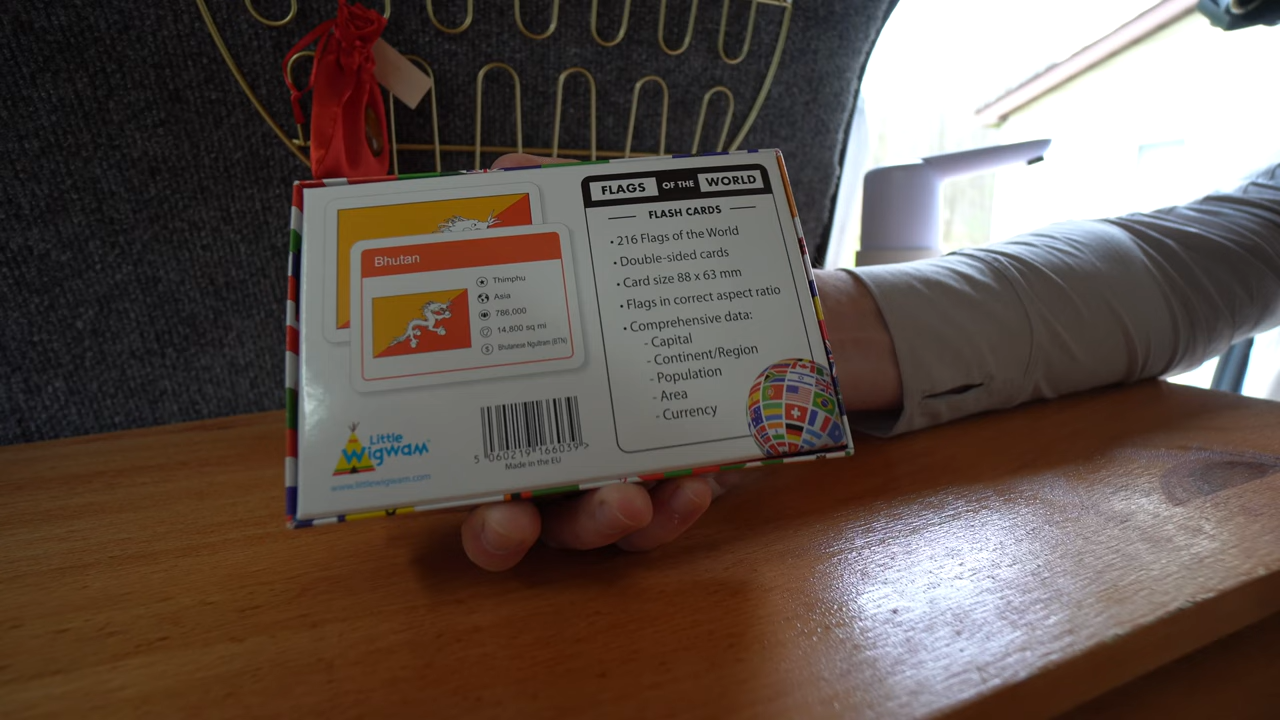 Bhutan
Thimphu
Asia
786,000
14,800 sq mi
Bhutanese Ngultrum (BTN)
Little
Wigwam
www.littlewigwam.com
5 060219 166039 >
Made in the EU
FLAGS OF THE WORLD
FLASH CARDS
• 216 Flags of the World
• Double-sided cards
• Card size 88 x 63 mm
• Flags in correct aspect ratio
• Comprehensive data:
- Capital
- Continent/Region
- Population
- Area
- Currency